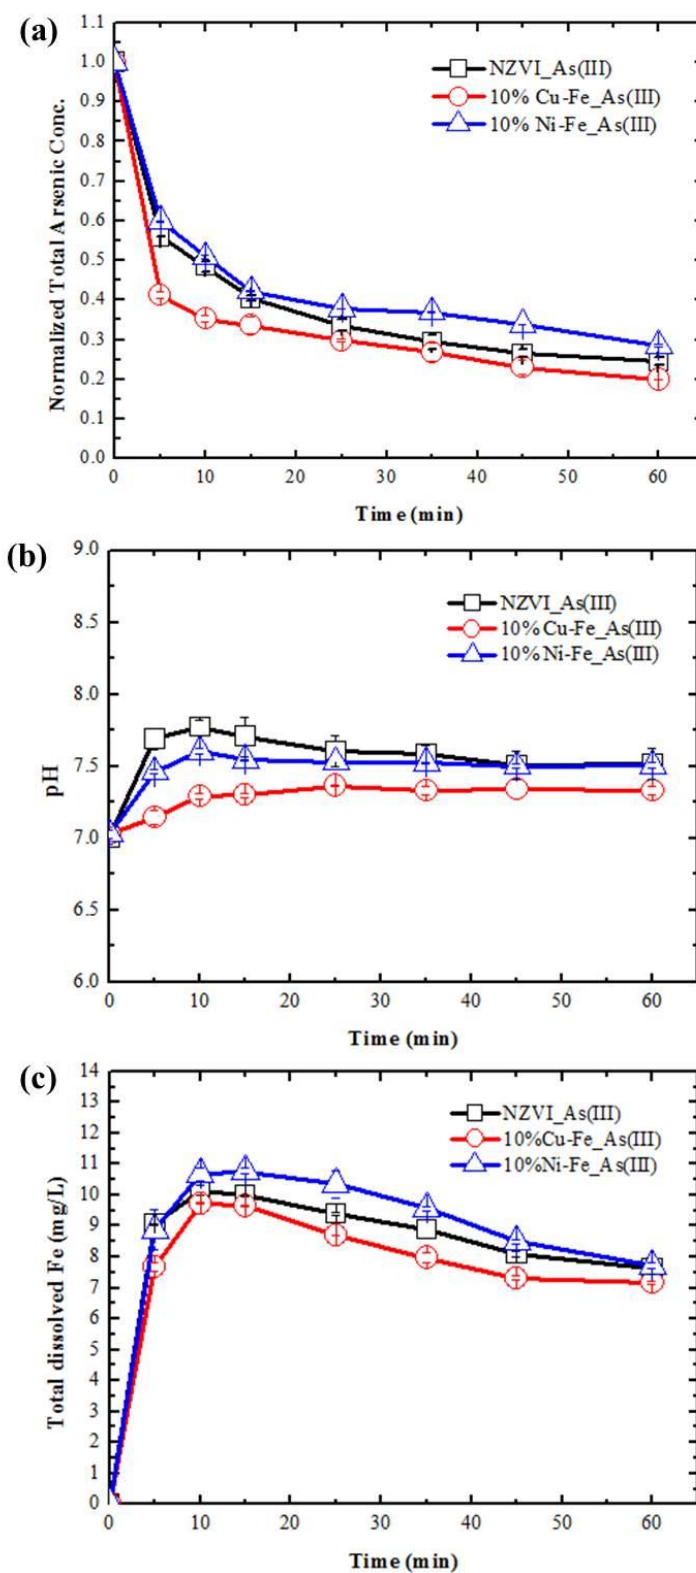 (a)
1.1
1.0
0.9
0.8
0.7
0.6
0.5
0.4
0.3
0.2
0.1
0.0
Normalized Total Arsenic Conc.
NZVI_As(III)
10% Cu-Fe_As(III)
10% Ni-Fe_As(III)
0 10 20 30 40 50 60
Time (min)
(b)
9.0
8.5
8.0
7.5
7.0
6.5
6.0
pH
NZVI_As(III)
10%Cu-Fe_As(III)
10%Ni-Fe_As(III)
0 10 20 30 40 50 60
Time (min)
(c)
14
13
12
11
10
9
8
7
6
5
4
3
2
1
0
Total dissolved Fe (mg/L)
NZVI_As(III)
10%Cu-Fe_As(III)
10%Ni-Fe_As(III)
0 10 20 30 40 50 60
Time (min)